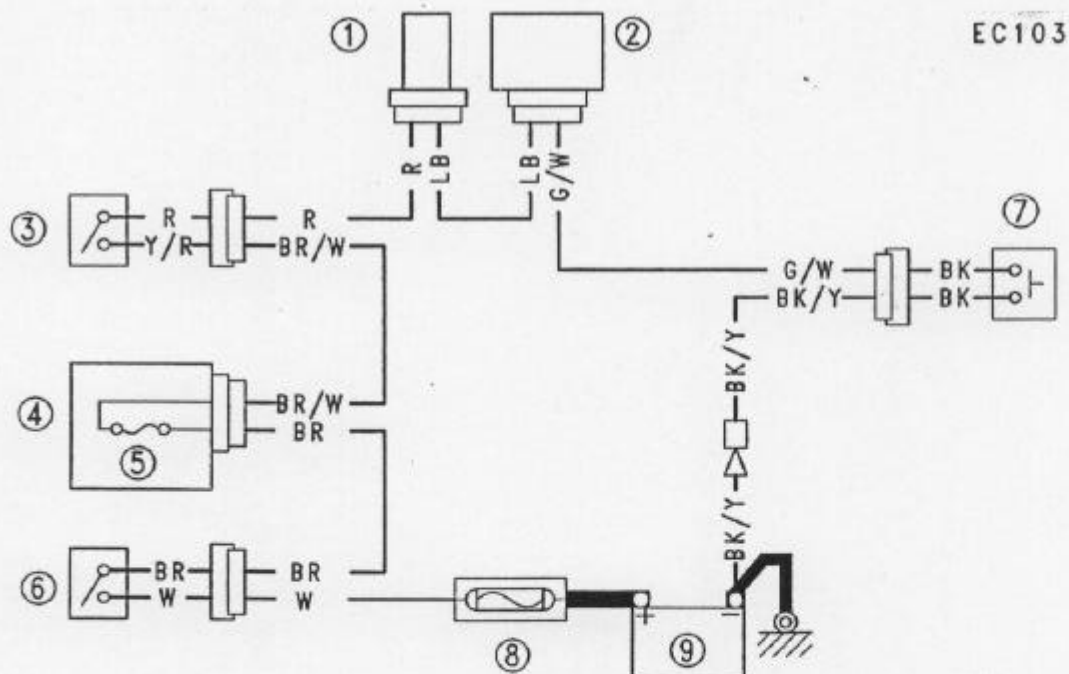 ① ② EC103
R LB LB G/W
③ R R ⑦
Y/R BR/W
G/W BK
BK/Y BK
BK/Y
④ BR/W
BR
⑤
BK/Y
⑥ BR BR
W W
+ −
⑧ ⑨